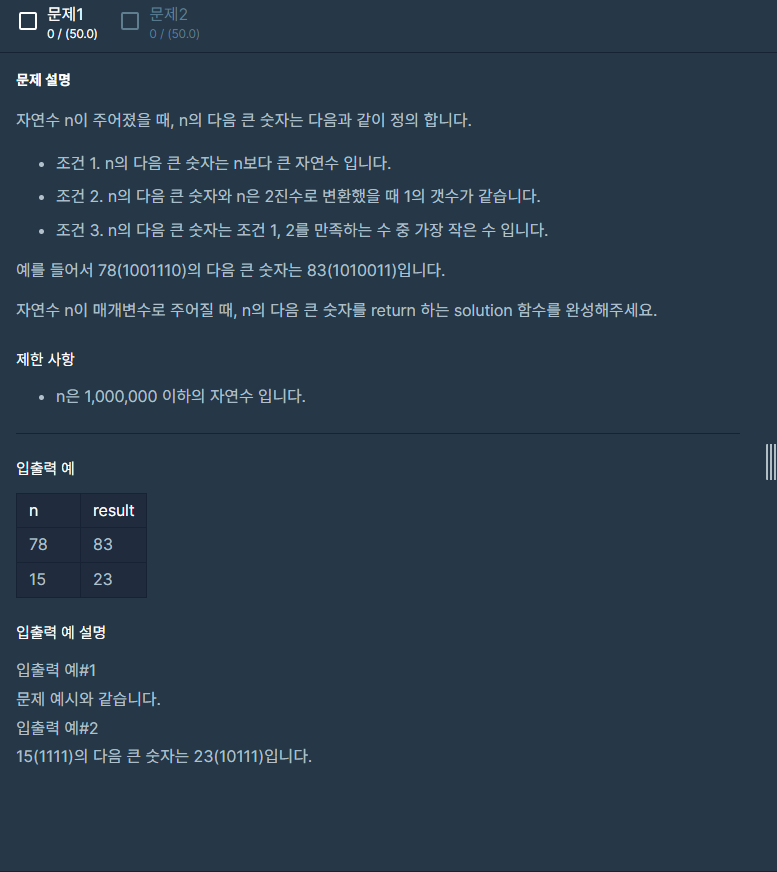 문제1
0 / (50.0)
문제2
0 / (50.0)
문제 설명
자연수 n이 주어졌을 때, n의 다음 큰 숫자는 다음과 같이 정의 합니다.
조건 1. n의 다음 큰 숫자는 n보다 큰 자연수 입니다.
조건 2. n의 다음 큰 숫자와 n은 2진수로 변환했을 때 1의 갯수가 같습니다.
조건 3. n의 다음 큰 숫자는 조건 1, 2를 만족하는 수 중 가장 작은 수 입니다.
예를 들어서 78(1001110)의 다음 큰 숫자는 83(1010011)입니다.
자연수 n이 매개변수로 주어질 때, n의 다음 큰 숫자를 return 하는 solution 함수를 완성해주세요.
제한 사항
n은 1,000,000 이하의 자연수 입니다.
입출력 예
n result
78 83
15 23
입출력 예 설명
입출력 예#1
문제 예시와 같습니다.
입출력 예#2
15(1111)의 다음 큰 숫자는 23(10111)입니다.